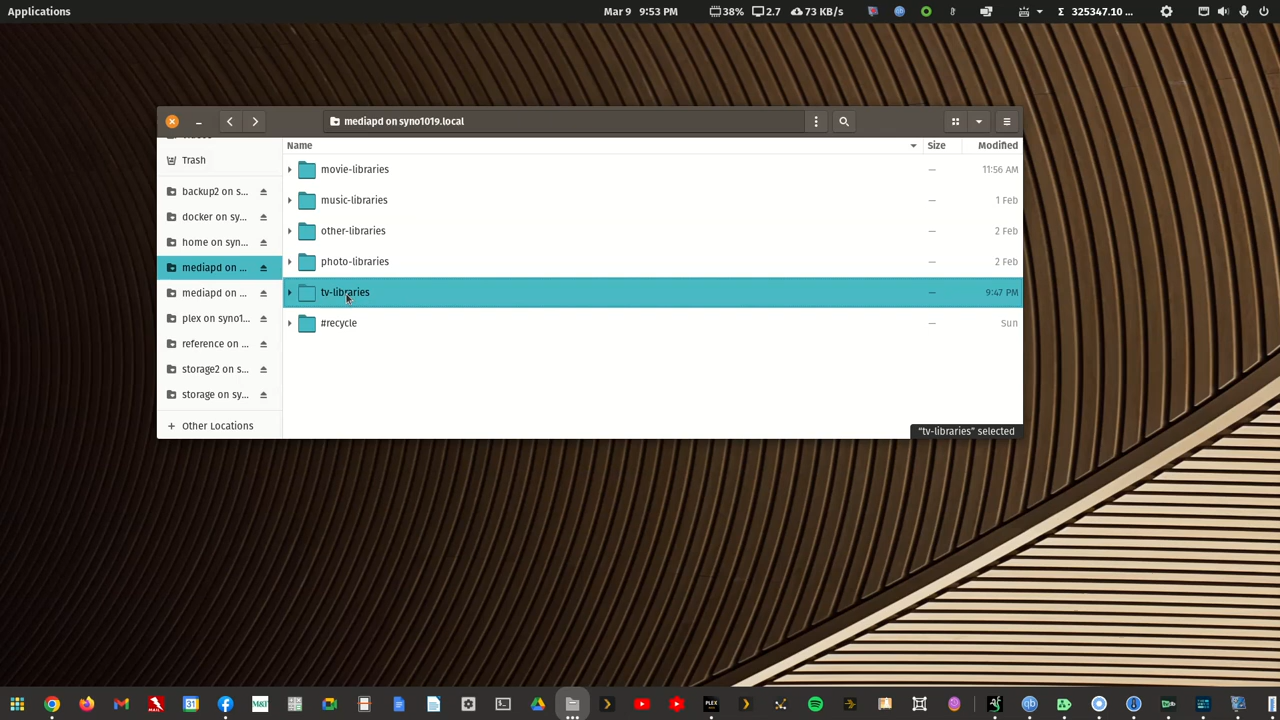 Applications
Mar 9 9:53 PM
38%
2.7
73 KB/s
Σ 325347.10 ...
mediapd on syno1019.local
Name
Size
Modified
movie-libraries
—
11:56 AM
music-libraries
—
1 Feb
other-libraries
—
2 Feb
photo-libraries
—
2 Feb
tv-libraries
—
9:47 PM
#recycle
—
Sun
Trash
backup2 on s...
docker on sy...
home on syn...
mediapd on ...
mediapd on ...
plex on syno1...
reference on ...
storage2 on s...
storage on sy...
+ Other Locations
"tv-libraries" selected
31
M&T
PLEX
qb